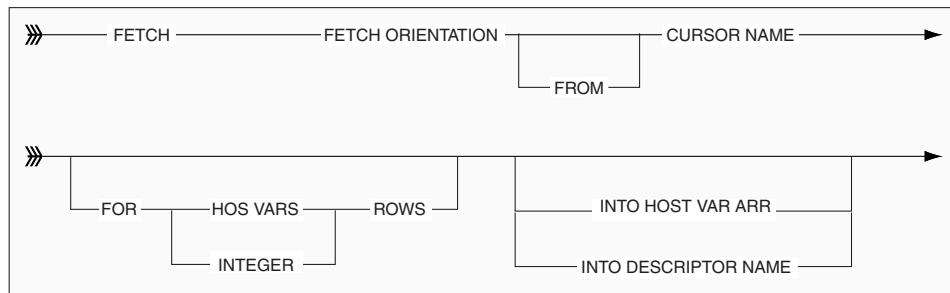 FETCH FETCH ORIENTATION CURSOR NAME
FROM
FOR HOS VARS ROWS INTO HOST VAR ARR
INTEGER INTO DESCRIPTOR NAME